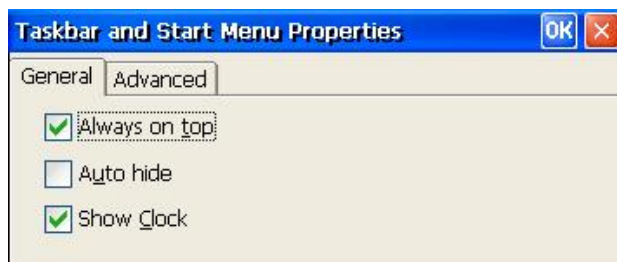 Taskbar and Start Menu Properties OK
General Advanced
Always on top
Auto hide
Show Clock